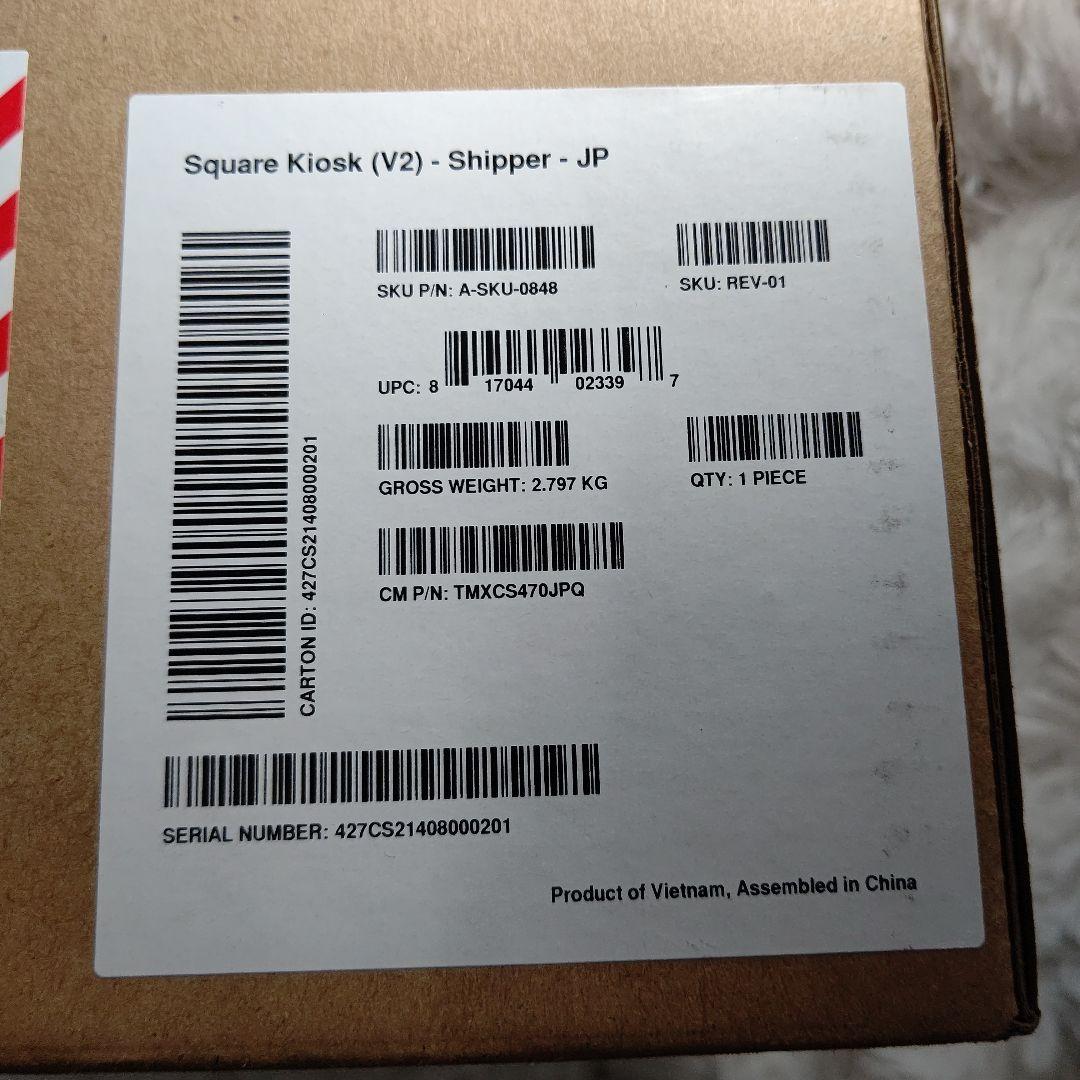 Square Kiosk (V2) - Shipper - JP
SKU P/N: A-SKU-0848
SKU: REV-01
UPC: 8 17044 02339 7
GROSS WEIGHT: 2.797 KG
QTY: 1 PIECE
CM P/N: TMXCS470JPQ
CARTON ID: 427CS21408000201
SERIAL NUMBER: 427CS21408000201
Product of Vietnam, Assembled in China